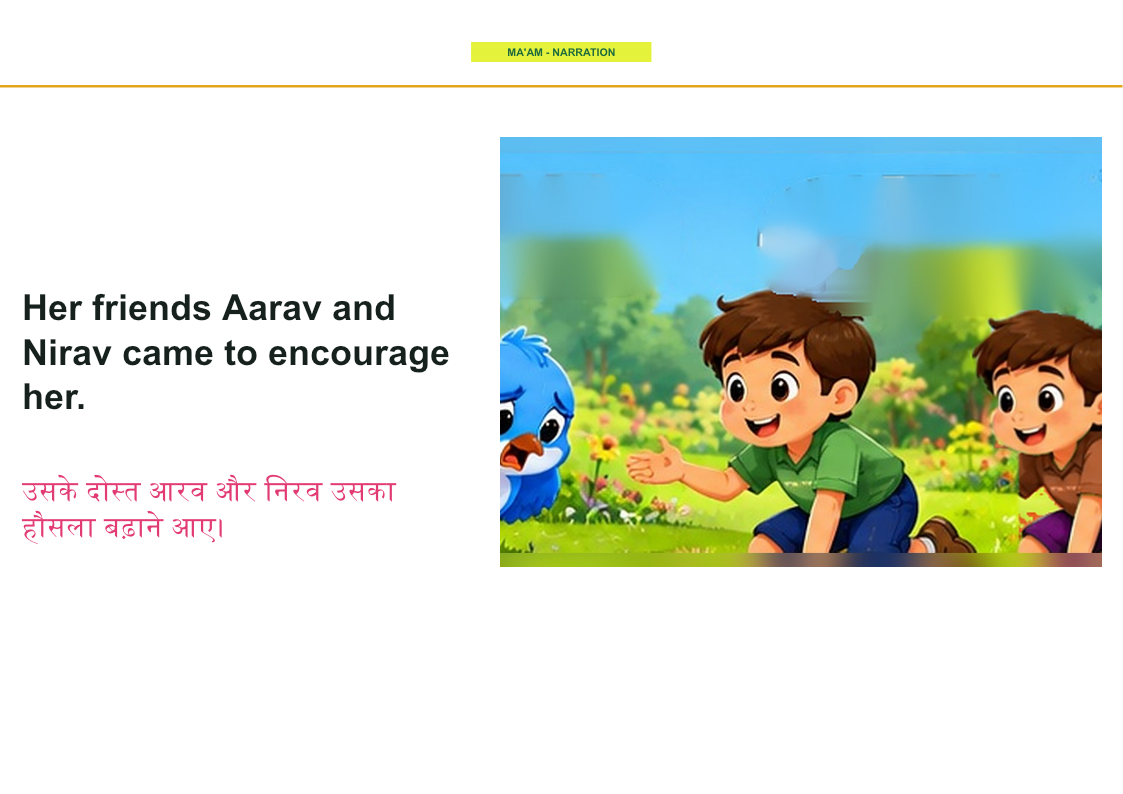 MA'AM - NARRATION
Her friends Aarav and
Nirav came to encourage
her.
उसके दोस्त आरव और निरव उसका
हौसला बढ़ाने आए।